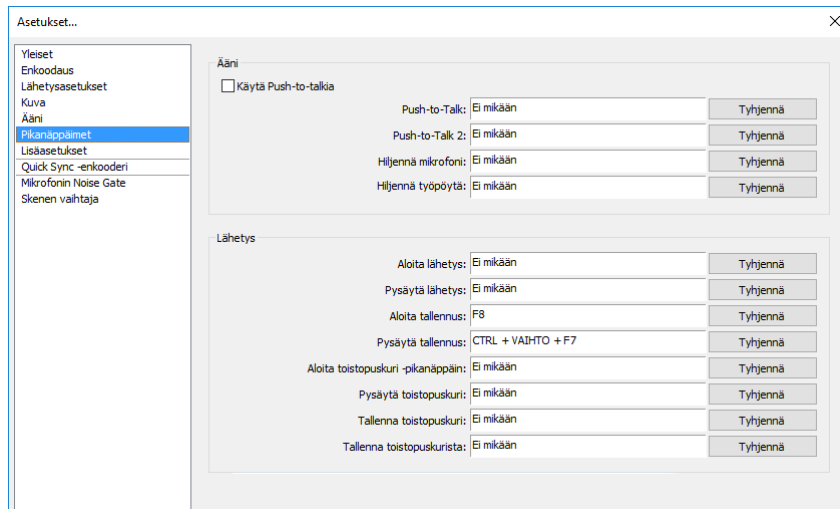 Asetukset...
Yleiset
Enkoodaus
Lähetysasetukset
Kuva
Ääni
Pikanäppäimet
Lisäasetukset
Quick Sync -enkooderi
Mikrofonin Noise Gate
Skenen vaihtaja
Ääni
Käytä Push-to-talkia
Push-to-Talk: Ei mikään Tyhjennä
Push-to-Talk 2: Ei mikään Tyhjennä
Hiljennä mikrofoni: Ei mikään Tyhjennä
Hiljennä työpöytä: Ei mikään Tyhjennä
Lähetys
Aloita lähetys: Ei mikään Tyhjennä
Pysäytä lähetys: Ei mikään Tyhjennä
Aloita tallennus: F8 Tyhjennä
Pysäytä tallennus: CTRL + VAIHTO + F7 Tyhjennä
Aloita toistopuskuri -pikanäppäin: Ei mikään Tyhjennä
Pysäytä toistopuskuri: Ei mikään Tyhjennä
Tallenna toistopuskuri: Ei mikään Tyhjennä
Tallenna toistopuskurista: Ei mikään Tyhjennä